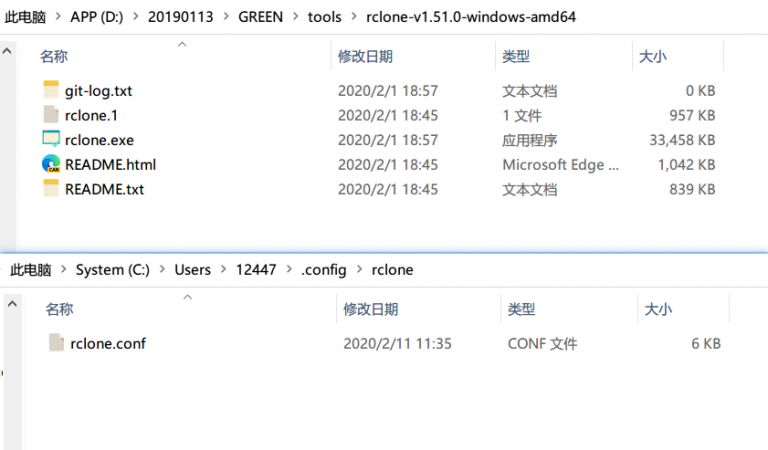 此电脑 > APP (D:) > 20190113 > GREEN > tools > rclone-v1.51.0-windows-amd64
名称 修改日期 类型 大小
git-log.txt 2020/2/1 18:57 文本文档 0 KB
rclone.1 2020/2/1 18:45 1 文件 957 KB
rclone.exe 2020/2/1 18:57 应用程序 33,458 KB
README.html 2020/2/1 18:45 Microsoft Edge ... 1,042 KB
README.txt 2020/2/1 18:45 文本文档 839 KB
此电脑 > System (C:) > Users > 12447 > .config > rclone
名称 修改日期 类型 大小
rclone.conf 2020/2/11 11:35 CONF 文件 6 KB